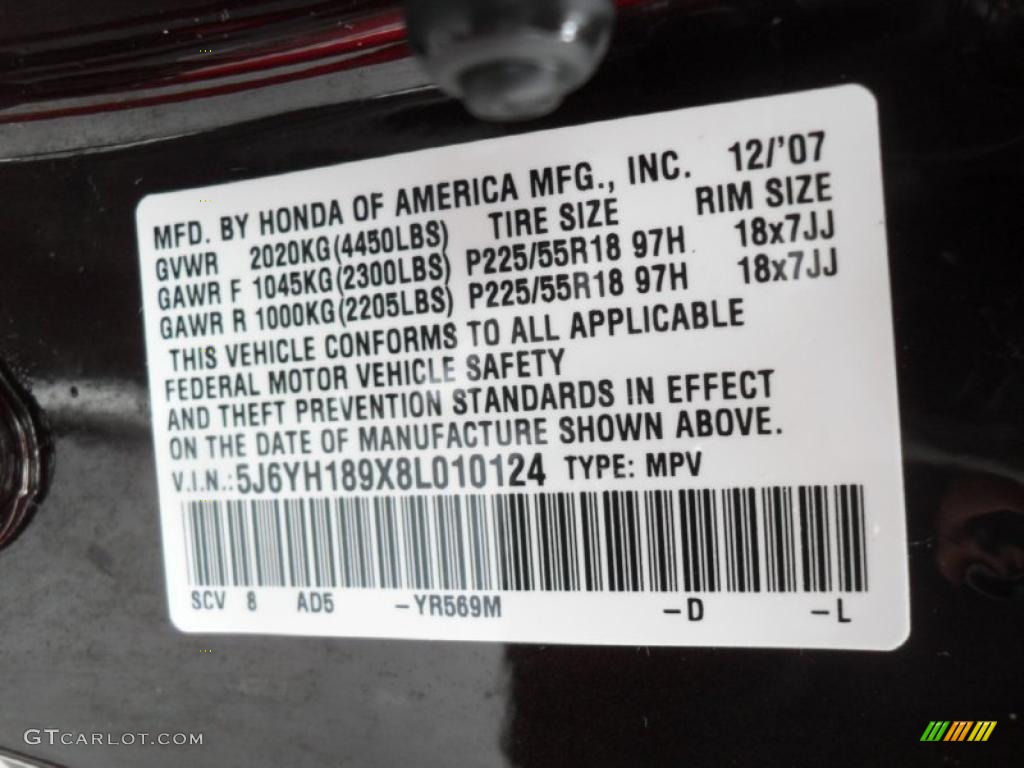 MFD. BY HONDA OF AMERICA MFG., INC. 12/'07
GVWR 2020KG(4450LBS) TIRE SIZE RIM SIZE
GAWR F 1045KG(2300LBS) P225/55R18 97H 18x7JJ
GAWR R 1000KG(2205LBS) P225/55R18 97H 18x7JJ
THIS VEHICLE CONFORMS TO ALL APPLICABLE
FEDERAL MOTOR VEHICLE SAFETY
AND THEFT PREVENTION STANDARDS IN EFFECT
ON THE DATE OF MANUFACTURE SHOWN ABOVE.
V.I.N.: 5J6YH189X8L010124 TYPE: MPV
SCV 8 AD5 -YR569M -D -L
GTCARLOT.COM